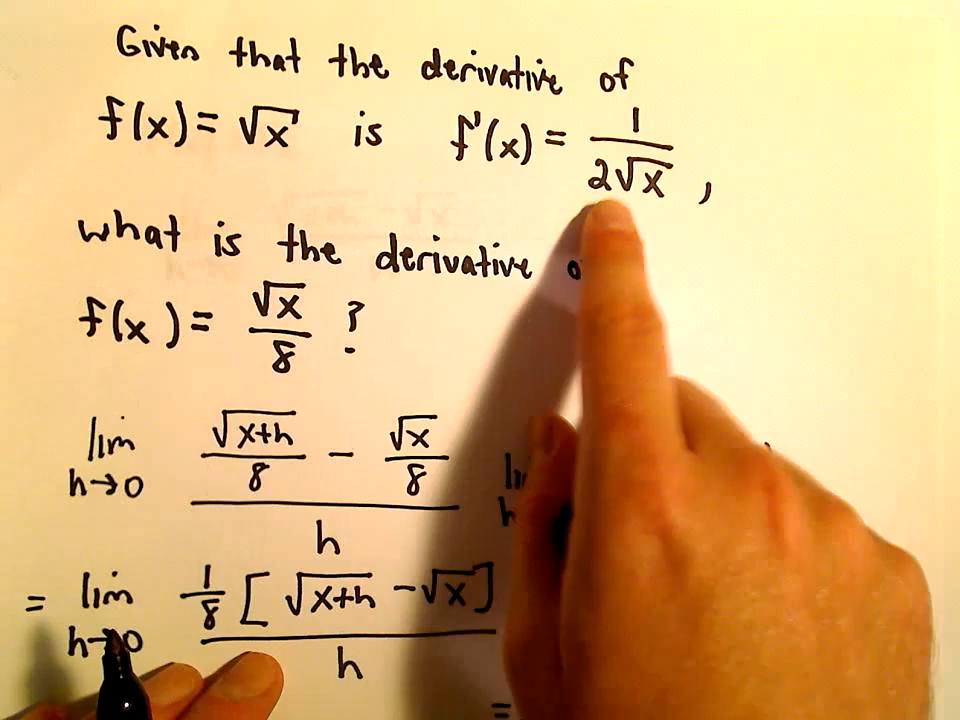 Given that the derivative of
f(x) = √x is f'(x) = 1/(2√x) ,
what is the derivative
f(x) = √x/8 ?
lim h→0 (√(x+h)/8 - √x/8)/h
= lim h→0 (1/8 [√(x+h) - √x])/h
=